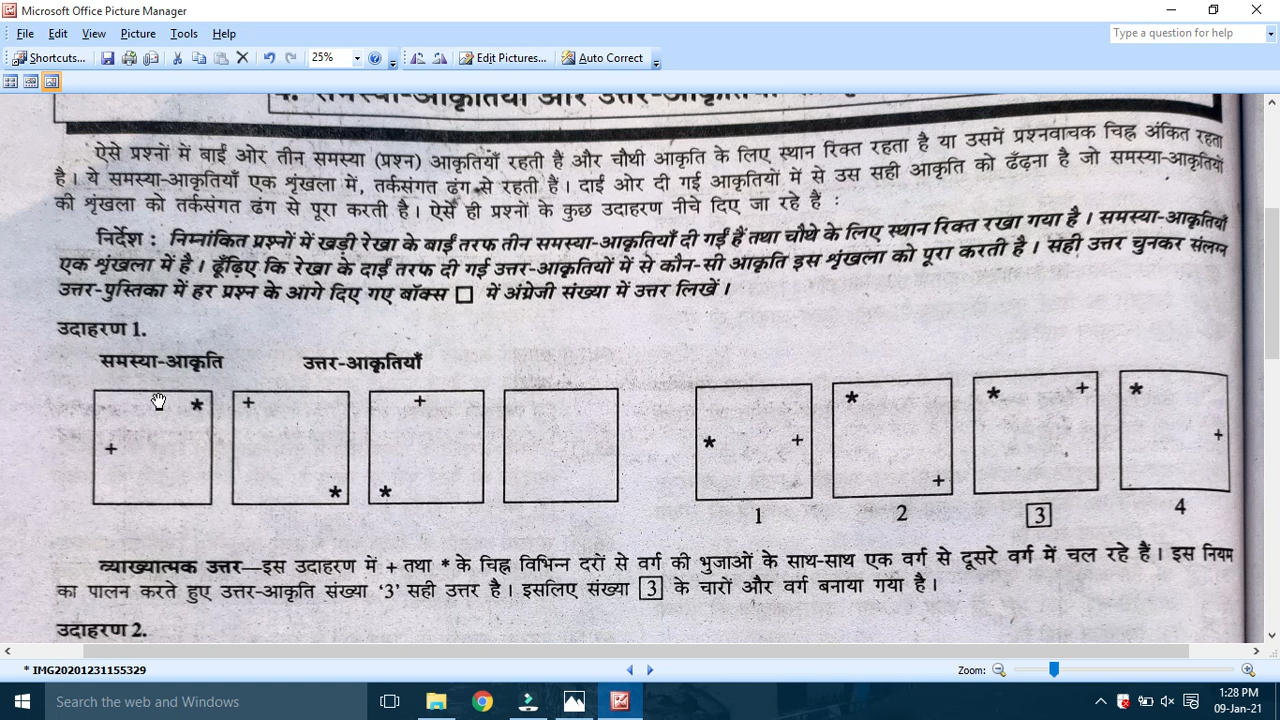 Microsoft Office Picture Manager
File Edit View Picture Tools Help
Type a question for help
Shortcuts... 25% Edit Pictures... Auto Correct
4. समस्या-आकृतियाँ और उत्तर-आकृतियाँ
ऐसे प्रश्नों में बाईं ओर तीन समस्या (प्रश्न) आकृतियाँ रहती हैं और चौथी आकृति के लिए स्थान रिक्त रहता है या उसमें प्रश्नवाचक चिह्न अंकित रहता
है। ये समस्या-आकृतियाँ एक शृंखला में, तर्कसंगत ढंग से रहती हैं। दाईं ओर दी गई आकृतियों में से उस सही आकृति को ढूँढ़ना है जो समस्या-आकृतियों
की शृंखला को तर्कसंगत ढंग से पूरा करती है। ऐसे ही प्रश्नों के कुछ उदाहरण नीचे दिए जा रहे हैं :
निर्देश : निम्नांकित प्रश्नों में खड़ी रेखा के बाईं तरफ तीन समस्या-आकृतियाँ दी गई हैं तथा चौथे के लिए स्थान रिक्त रखा गया है। समस्या-आकृतियाँ
एक शृंखला में है। ढूँढ़िए कि रेखा के दाईं तरफ दी गई उत्तर-आकृतियों में से कौन-सी आकृति इस शृंखला को पूरा करती है। सही उत्तर चुनकर संलग्न
उत्तर-पुस्तिका में हर प्रश्न के आगे दिए गए बॉक्स □ में अंग्रेजी संख्या में उत्तर लिखें।
उदाहरण 1.
समस्या-आकृति उत्तर-आकृतियाँ
* + + * + * * + * + * + * +
1 2 3 4
व्याख्यात्मक उत्तर—इस उदाहरण में + तथा * के चिह्न विभिन्न दरों से वर्ग की भुजाओं के साथ-साथ एक वर्ग से दूसरे वर्ग में चल रहे हैं। इस नियम
का पालन करते हुए उत्तर-आकृति संख्या ‘3’ सही उत्तर है। इसलिए संख्या 3 के चारों और वर्ग बनाया गया है।
उदाहरण 2.
* IMG20201231155329 Zoom:
Search the web and Windows
1:28 PM
09-Jan-21